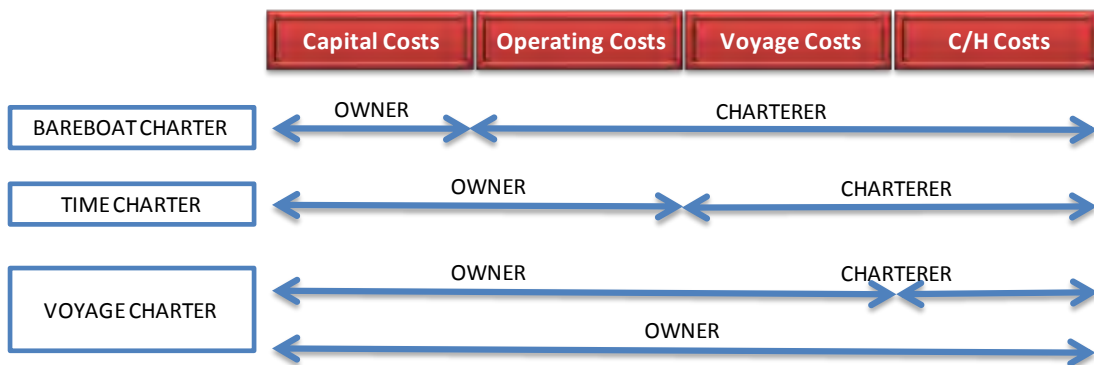 Capital Costs Operating Costs Voyage Costs C/H Costs
OWNER CHARTERER
BAREBOAT CHARTER
OWNER CHARTERER
TIME CHARTER
OWNER CHARTERER
VOYAGE CHARTER
OWNER